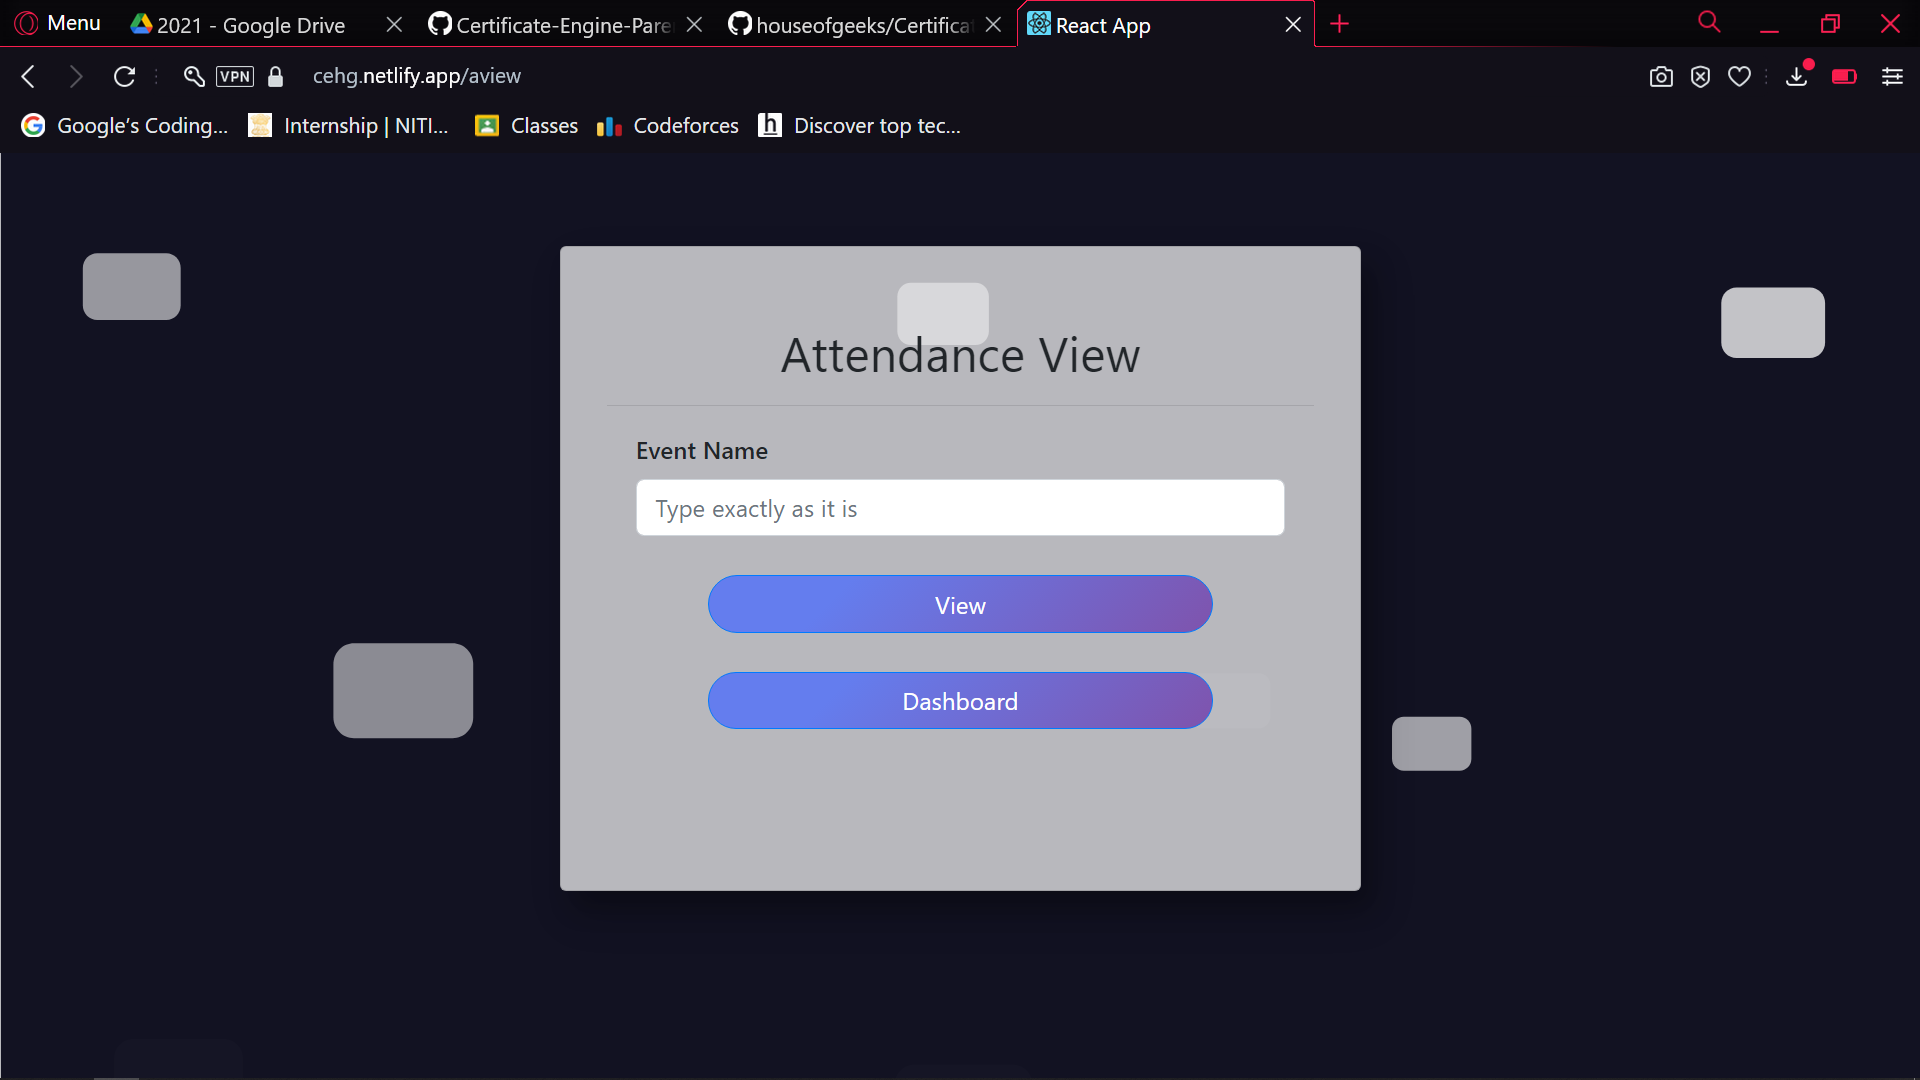 Menu
2021 - Google Drive
Certificate-Engine-Pare
houseofgeeks/Certifica
React App
VPN
cehg.netlify.app/aview
Google’s Coding...
Internship | NITI...
Classes
Codeforces
h
Discover top tec...
Attendance View
Event Name
Type exactly as it is
View
Dashboard